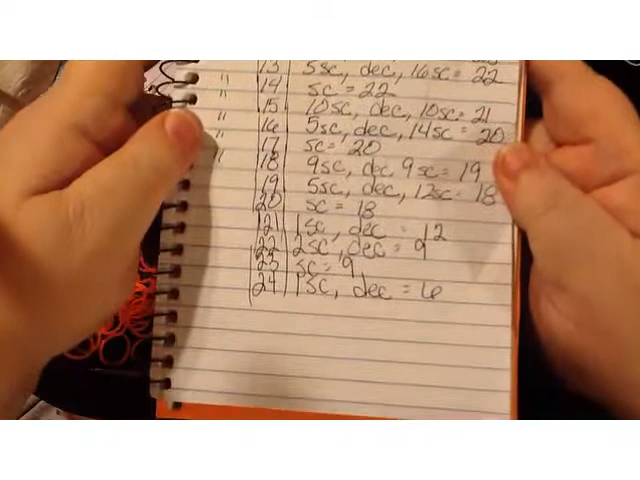 13 5sc, dec, 16sc = 22
" 14 sc = 22
" 15 10sc, dec, 10sc = 21
" 16 5sc, dec, 14sc = 20
" 17 sc = 20
" 18 9sc, dec 9sc = 19
19 5sc, dec, 12sc = 18
20 sc = 18
21 1sc, dec = 12
22 2sc, dec = 9
23 sc = 9
24 1sc, dec = 6